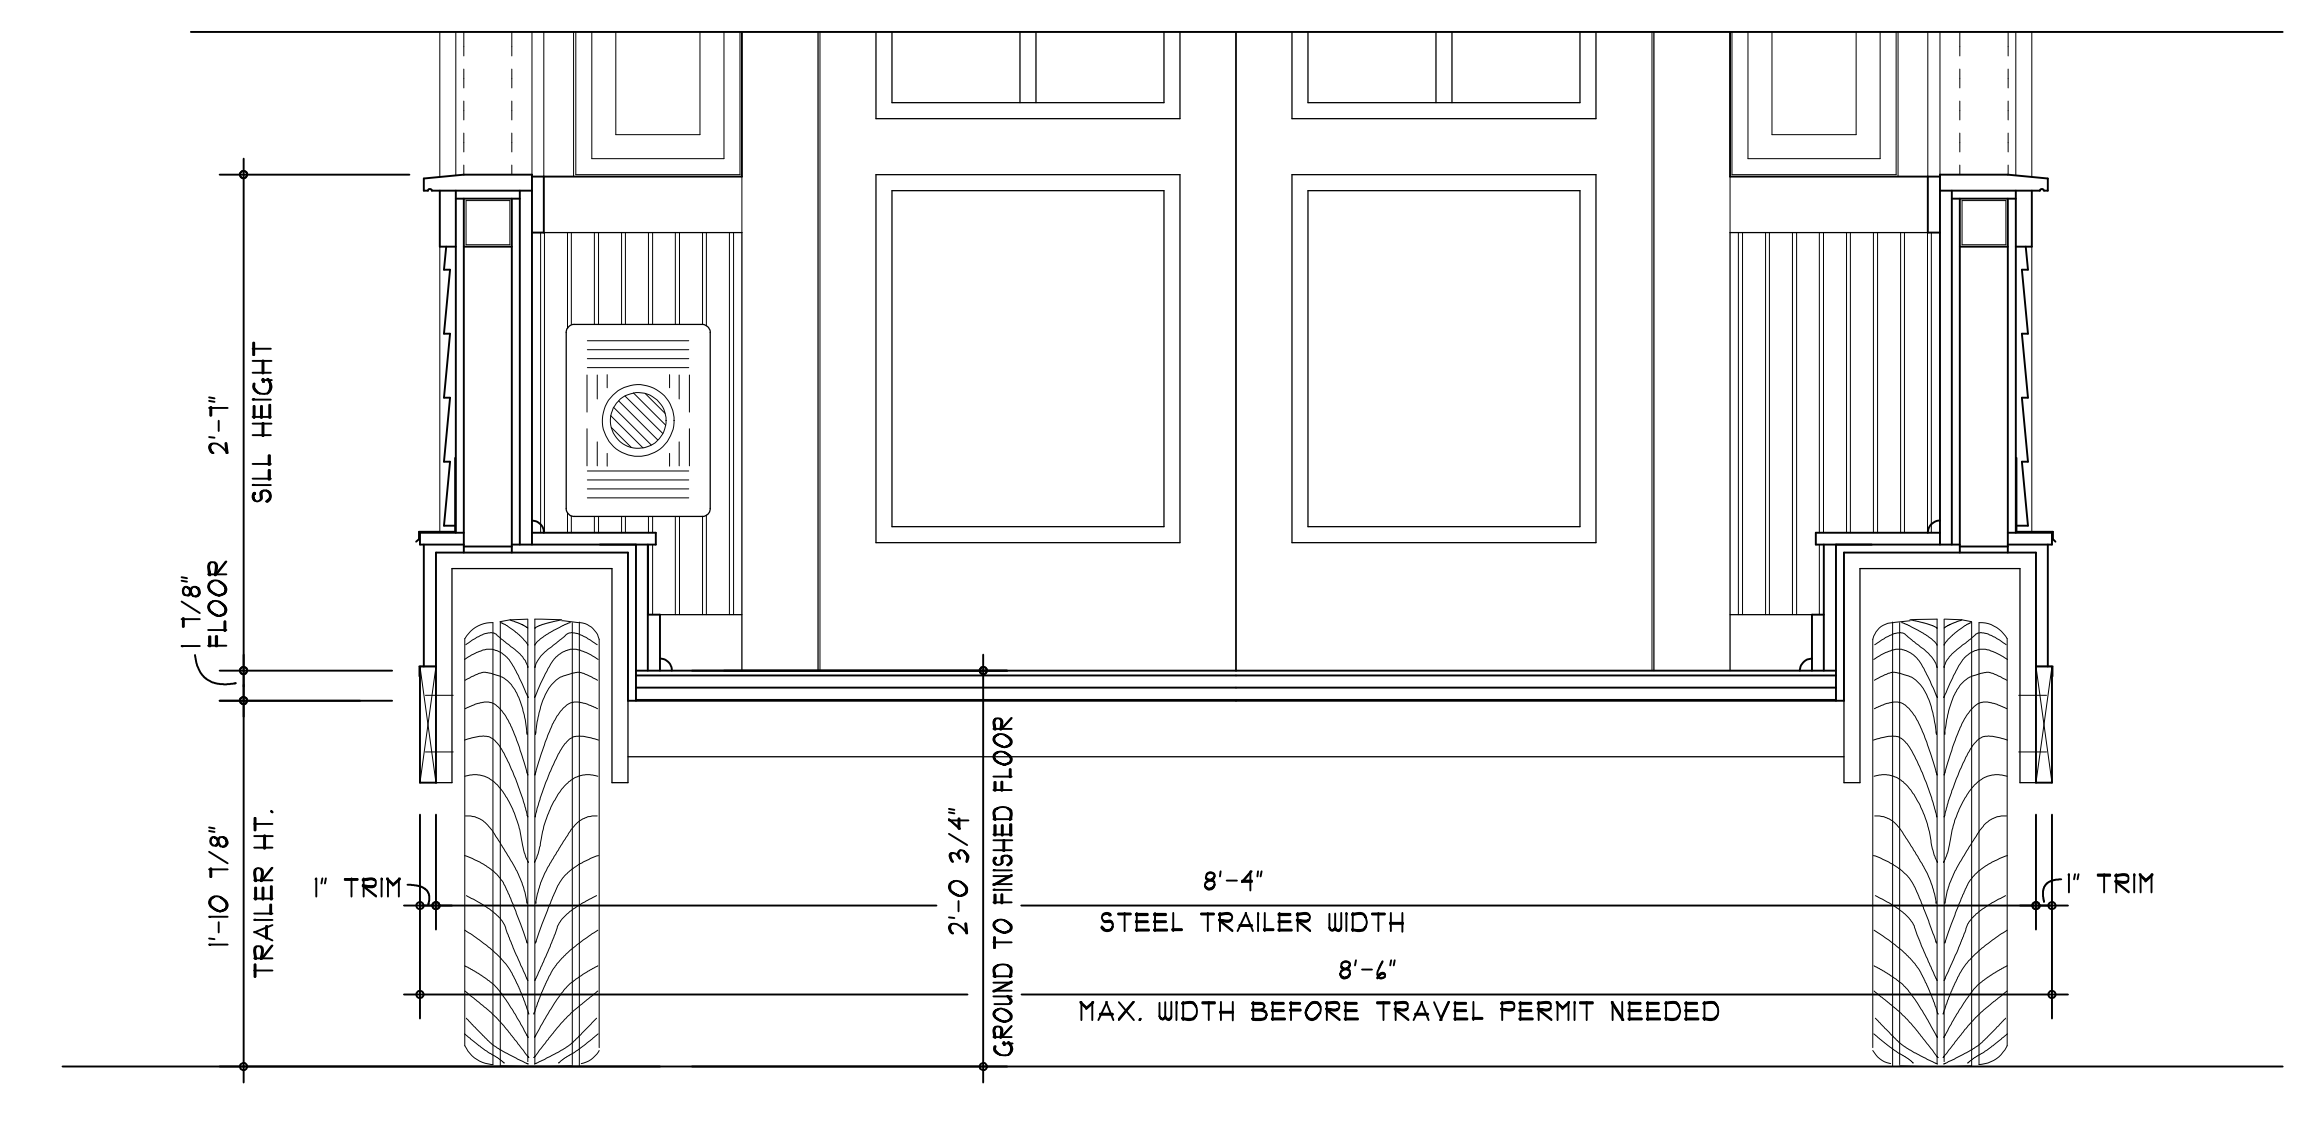 2'-7"
SILL HEIGHT
1 7/8"
FLOOR
1'-10 7/8"
TRAILER HT.
1" TRIM
2'-0 3/4"
GROUND TO FINISHED FLOOR
8'-4"
STEEL TRAILER WIDTH
1" TRIM
8'-6"
MAX. WIDTH BEFORE TRAVEL PERMIT NEEDED